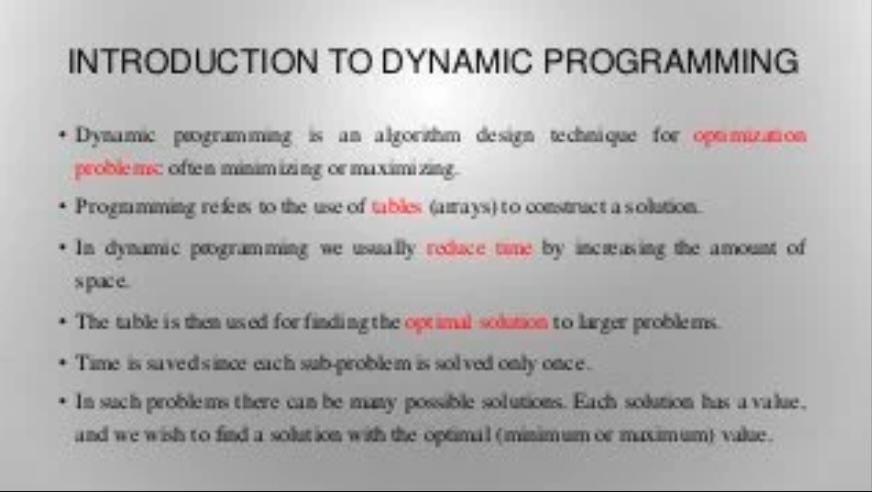 INTRODUCTION TO DYNAMIC PROGRAMMING
• Dynamic programming is an algorithm design technique for optimization
problems: often minimizing or maximizing.
• Programming refers to the use of tables (arrays) to construct a solution.
• In dynamic programming we usually reduce time by increasing the amount of
space.
• The table is then used for finding the optimal solution to larger problems.
• Time is saved since each sub-problem is solved only once.
• In such problems there can be many possible solutions. Each solution has a value,
and we wish to find a solution with the optimal (minimum or maximum) value.